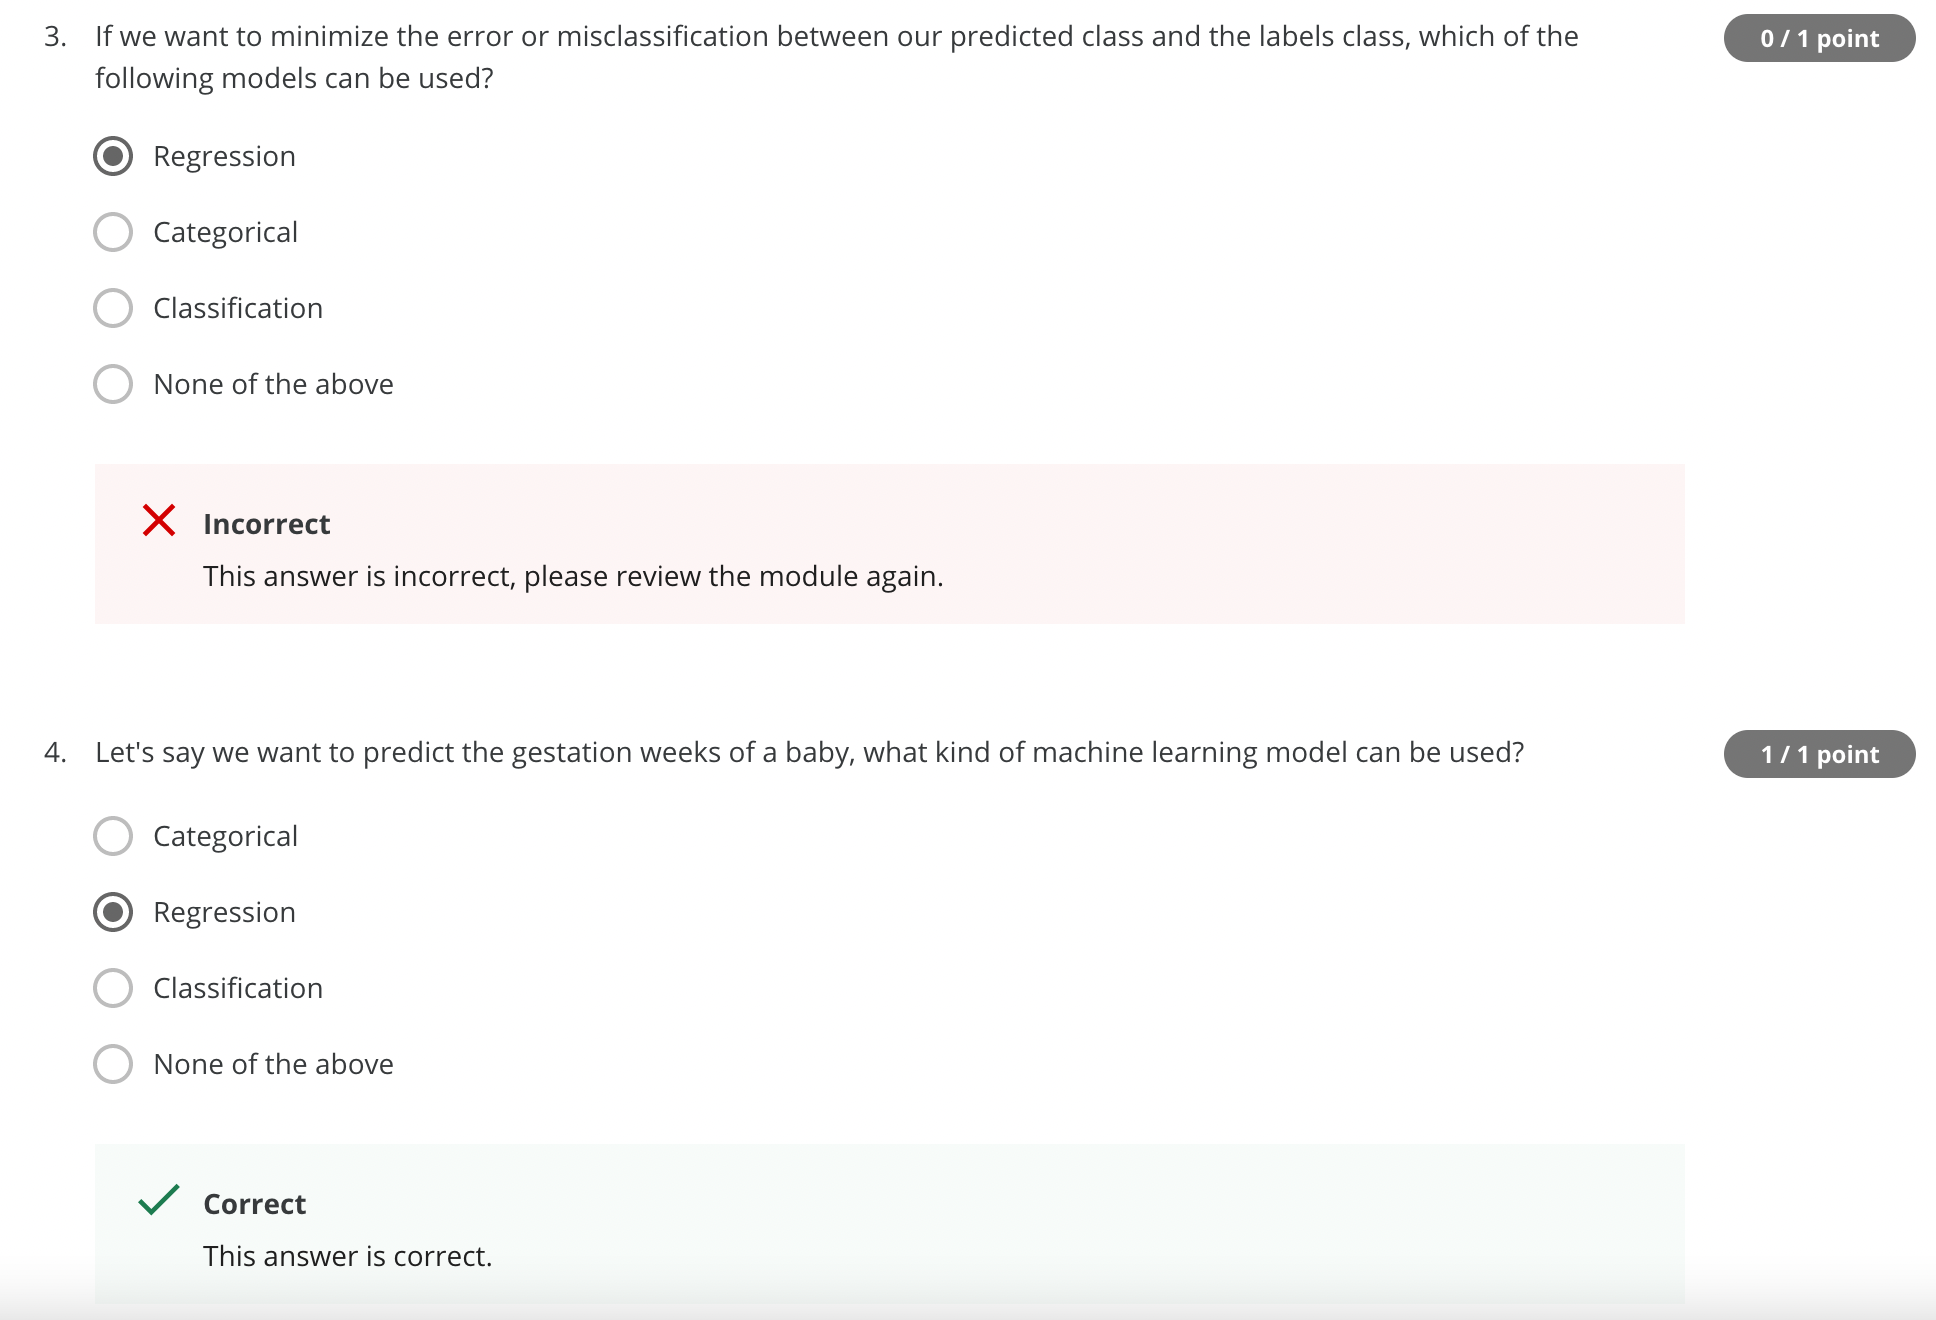 3. If we want to minimize the error or misclassification between our predicted class and the labels class, which of the
0 / 1 point
following models can be used?
Regression
Categorical
Classification
None of the above
Incorrect
This answer is incorrect, please review the module again.
4. Let's say we want to predict the gestation weeks of a baby, what kind of machine learning model can be used?
1 / 1 point
Categorical
Regression
Classification
None of the above
Correct
This answer is correct.